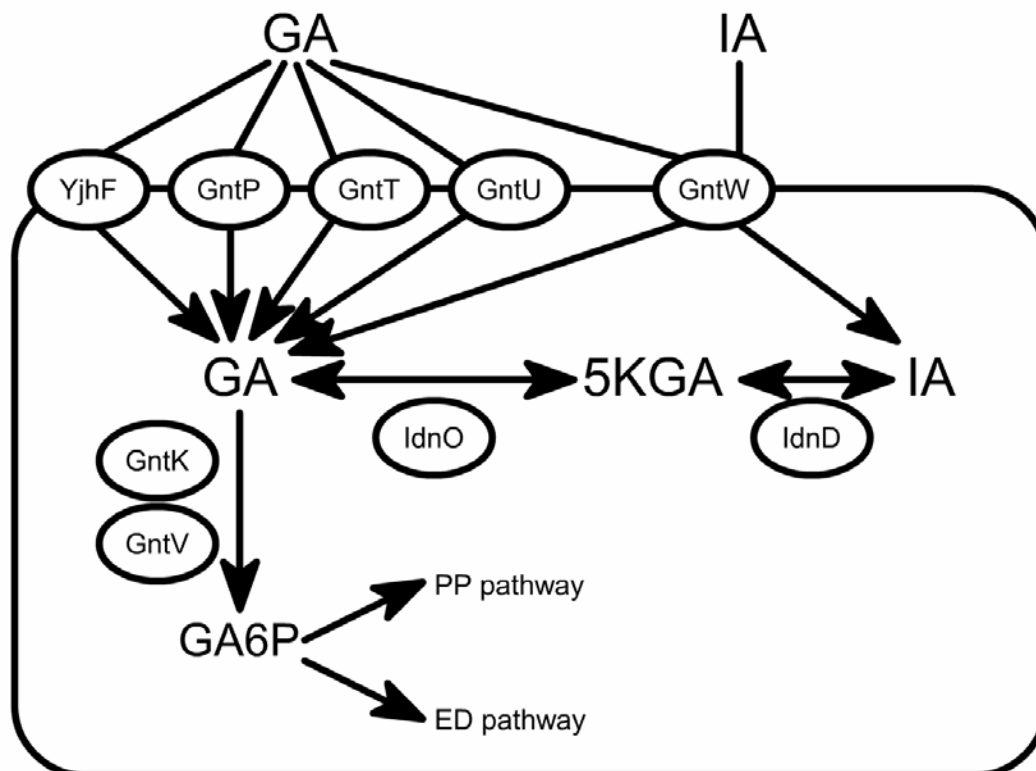 GA IA
YjhF GntP GntT GntU GntW
GA 5KGA IA
IdnO IdnD
GntK
GntV
PP pathway
GA6P
ED pathway